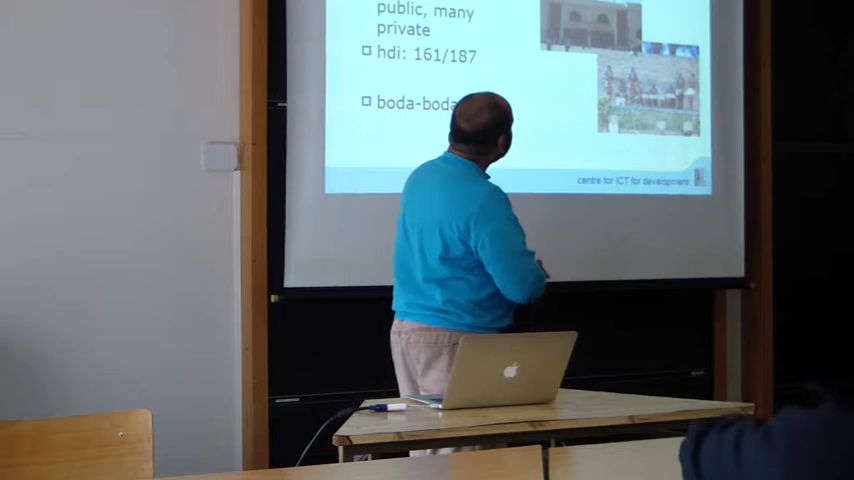 public, many
private
hdi: 161/187
boda-boda
centre for ICT for development